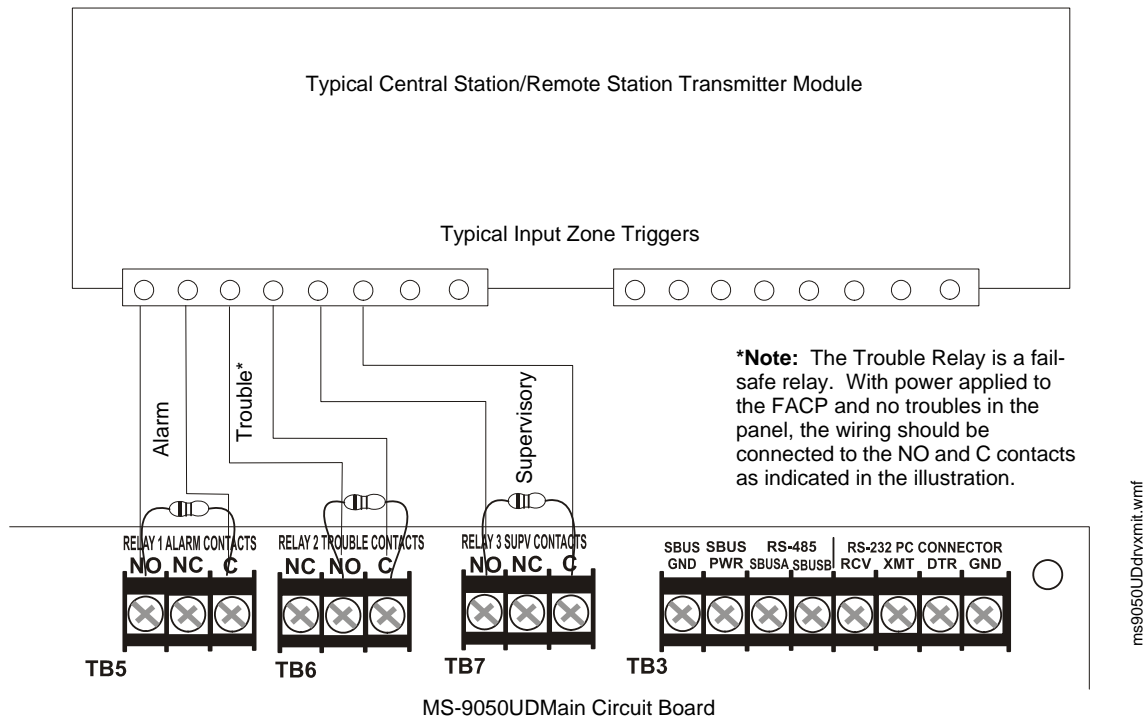 Typical Central Station/Remote Station Transmitter Module
Typical Input Zone Triggers
Alarm
Trouble*
Supervisory
*Note: The Trouble Relay is a fail-
safe relay. With power applied to
the FACP and no troubles in the
panel, the wiring should be
connected to the NO and C contacts
as indicated in the illustration.
RELAY 1 ALARM CONTACTS
NO NC C
RELAY 2 TROUBLE CONTACTS
NC NO C
RELAY 3 SUPV CONTACTS
NO NC C
SBUS SBUS RS-485 RS-232 PC CONNECTOR
GND PWR SBUSA SBUSB RCV XMT DTR GND
TB5
TB6
TB7
TB3
MS-9050UDMain Circuit Board
ms9050UDdrvxmit.wmf